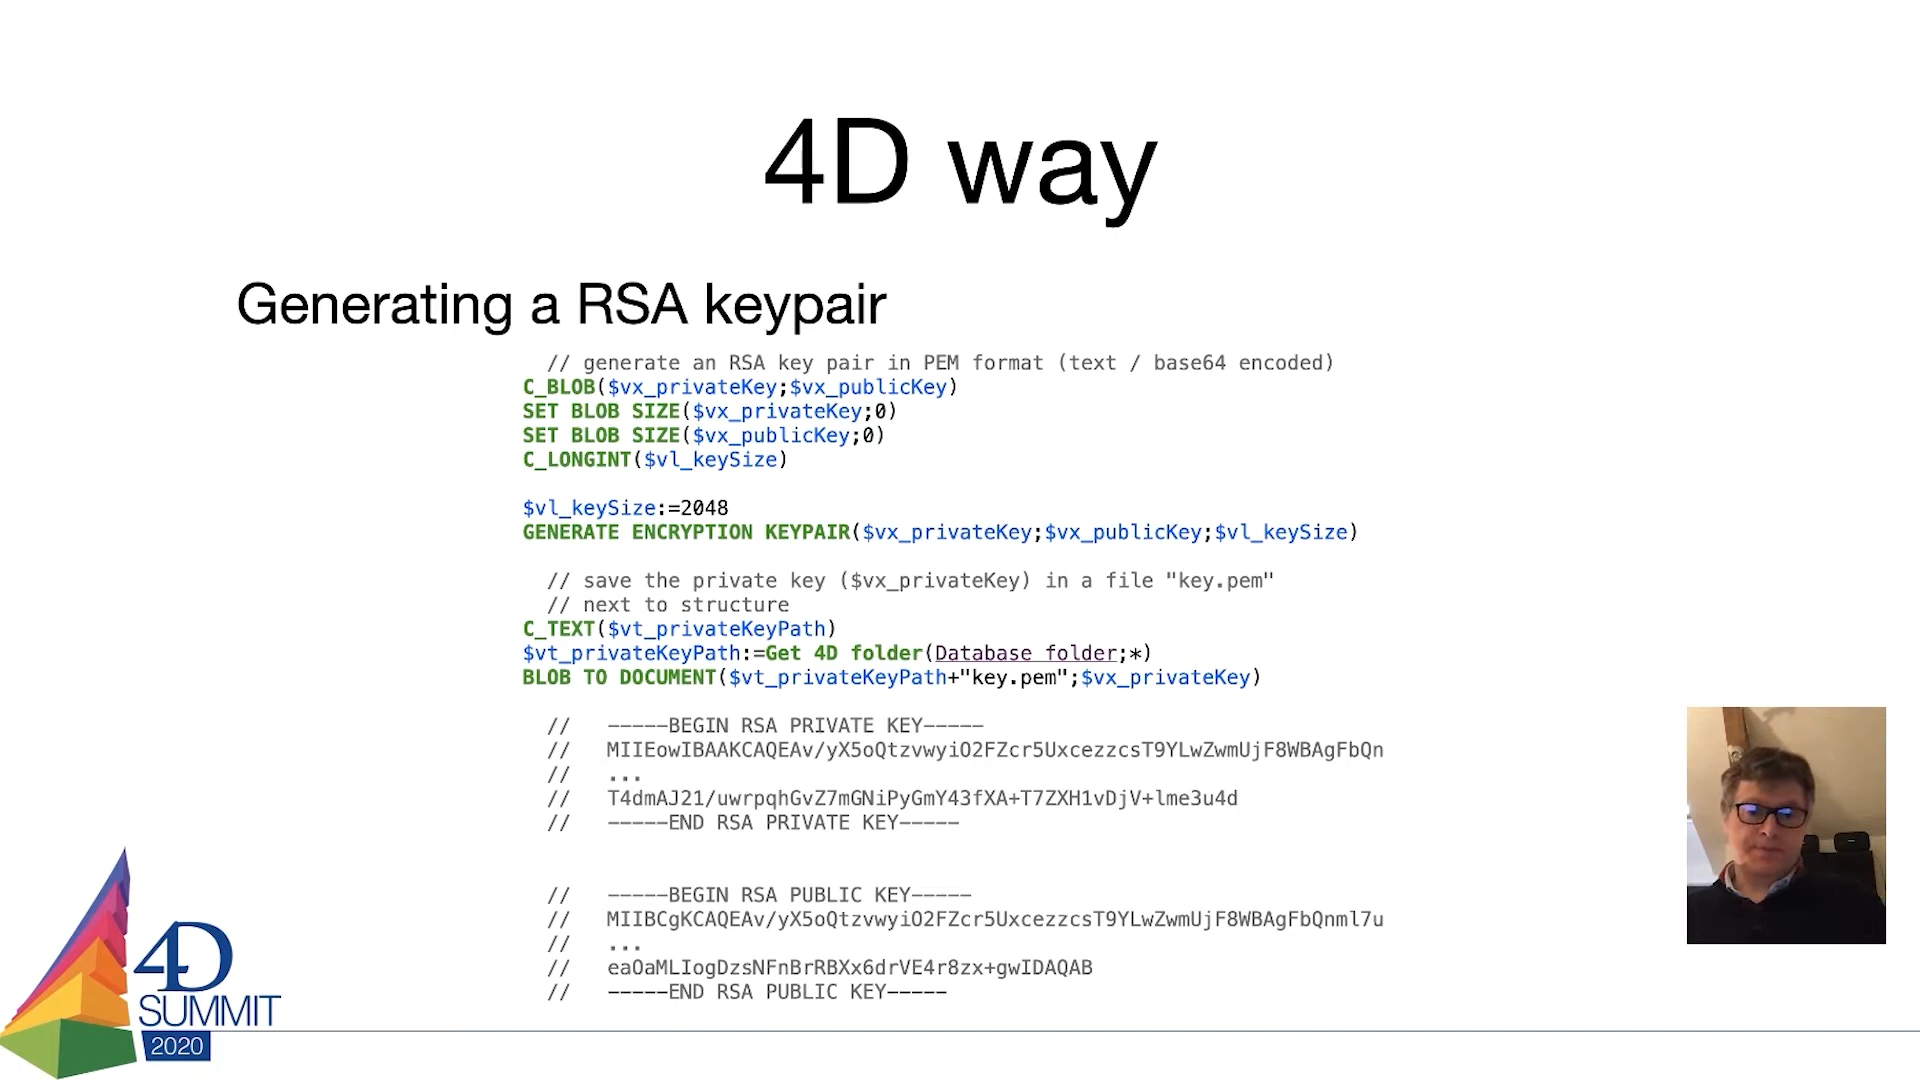 4D way
Generating a RSA keypair
// generate an RSA key pair in PEM format (text / base64 encoded)
C_BLOB($vx_privateKey;$vx_publicKey)
SET BLOB SIZE($vx_privateKey;0)
SET BLOB SIZE($vx_publicKey;0)
C_LONGINT($vl_keySize)
$vl_keySize:=2048
GENERATE ENCRYPTION KEYPAIR($vx_privateKey;$vx_publicKey;$vl_keySize)
// save the private key ($vx_privateKey) in a file "key.pem"
// next to structure
C_TEXT($vt_privateKeyPath)
$vt_privateKeyPath:=Get 4D folder(Database folder;*)
BLOB TO DOCUMENT($vt_privateKeyPath+"key.pem";$vx_privateKey)
// -----BEGIN RSA PRIVATE KEY-----
// MIIEowIBAAKCAQEAv/yX5oQtzvwyiO2FZcr5UxcezzcsT9YLwZwmUjF8WBAgFbQn
// ...
// T4dmAJ21/uwrpqhGvZ7mGNiPyGmY43fXA+T7ZXH1vDjV+lme3u4d
// -----END RSA PRIVATE KEY-----
// -----BEGIN RSA PUBLIC KEY-----
// MIIBCgKCAQEAv/yX5oQtzvwyiO2FZcr5UxcezzcsT9YLwZwmUjF8WBAgFbQnml7u
// ...
// eaOaMLIogDzsNFnBrRBXx6drVE4r8zx+gwIDAQAB
// -----END RSA PUBLIC KEY-----
4D
SUMMIT
2020